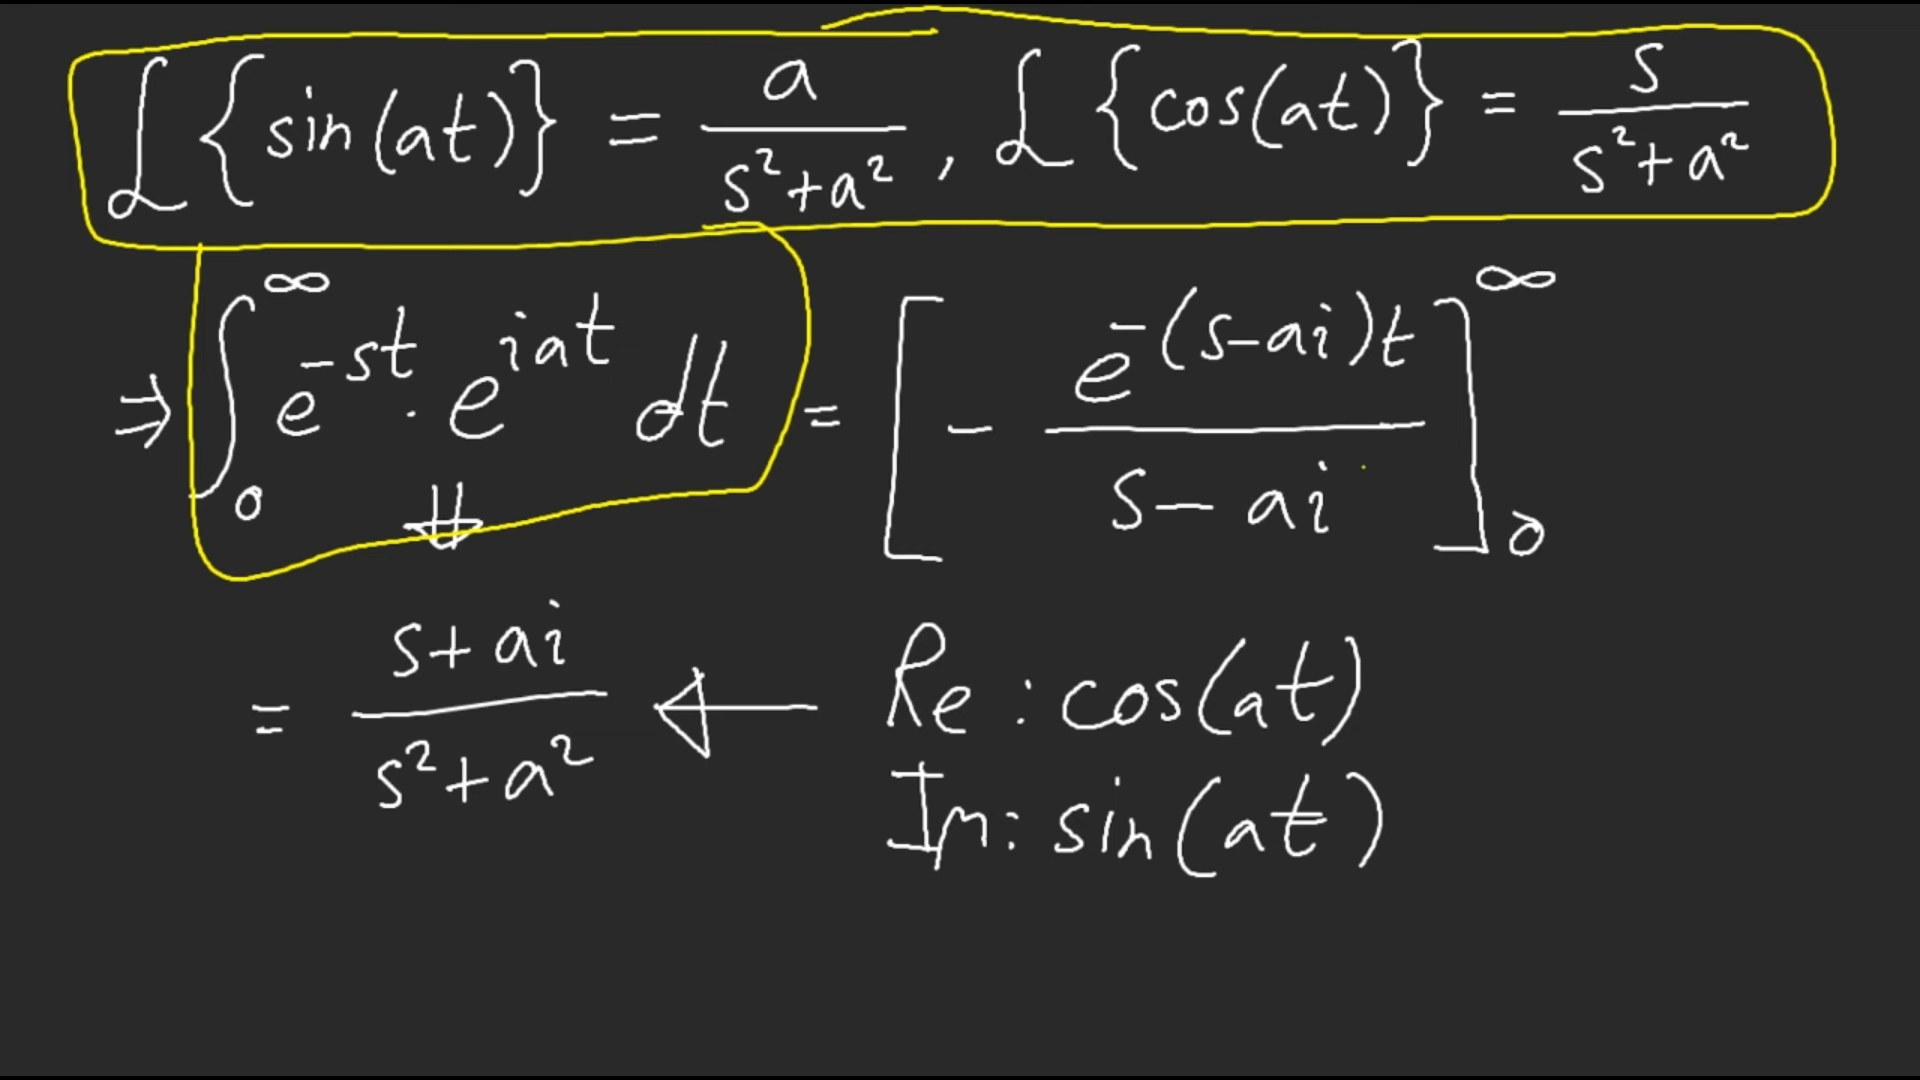 ℒ{sin(at)} = a/(s²+a²), ℒ{cos(at)} = s/(s²+a²)
⇒ ∫₀^∞ e^(-st) · e^(iat) dt = [ - e^(-(s-ai)t)/(s-ai) ]₀^∞
⇓
= (s+ai)/(s²+a²) ← Re : cos(at)
Im : sin(at)